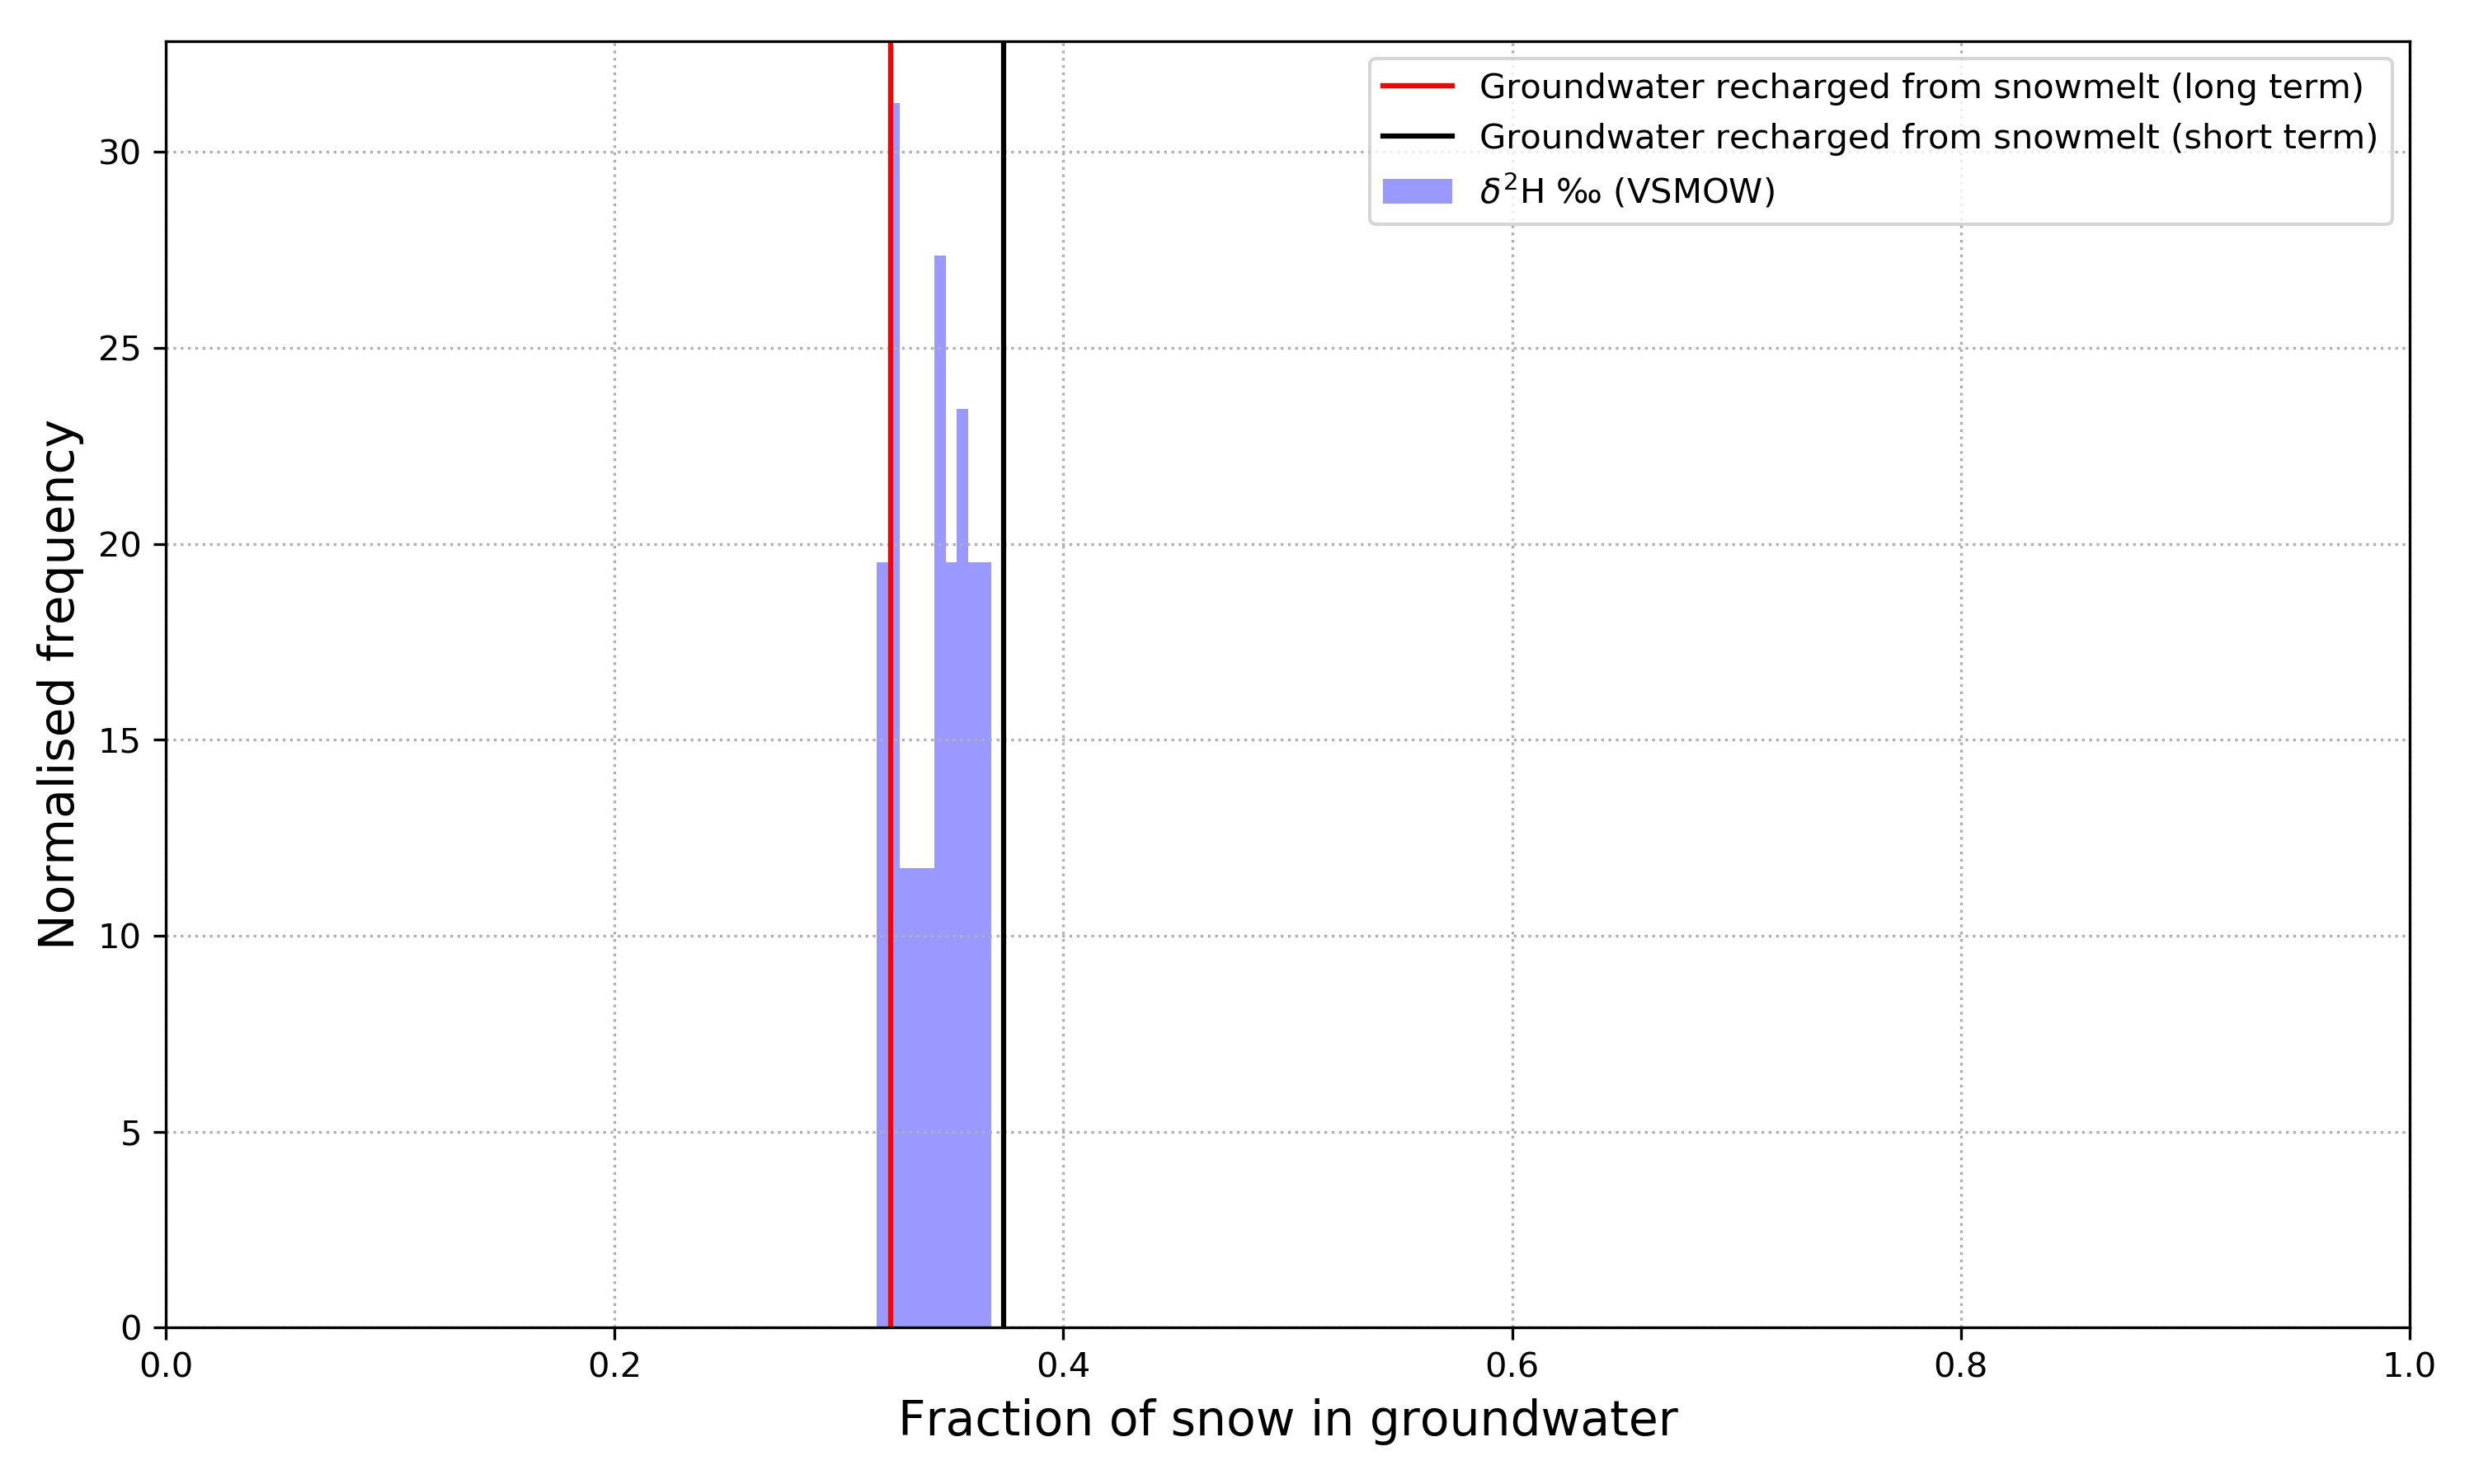 Groundwater recharged from snowmelt (long term)
Groundwater recharged from snowmelt (short term)
δ²H ‰ (VSMOW)
30
25
20
15
10
5
0
Normalised frequency
0.0 0.2 0.4 0.6 0.8 1.0
Fraction of snow in groundwater